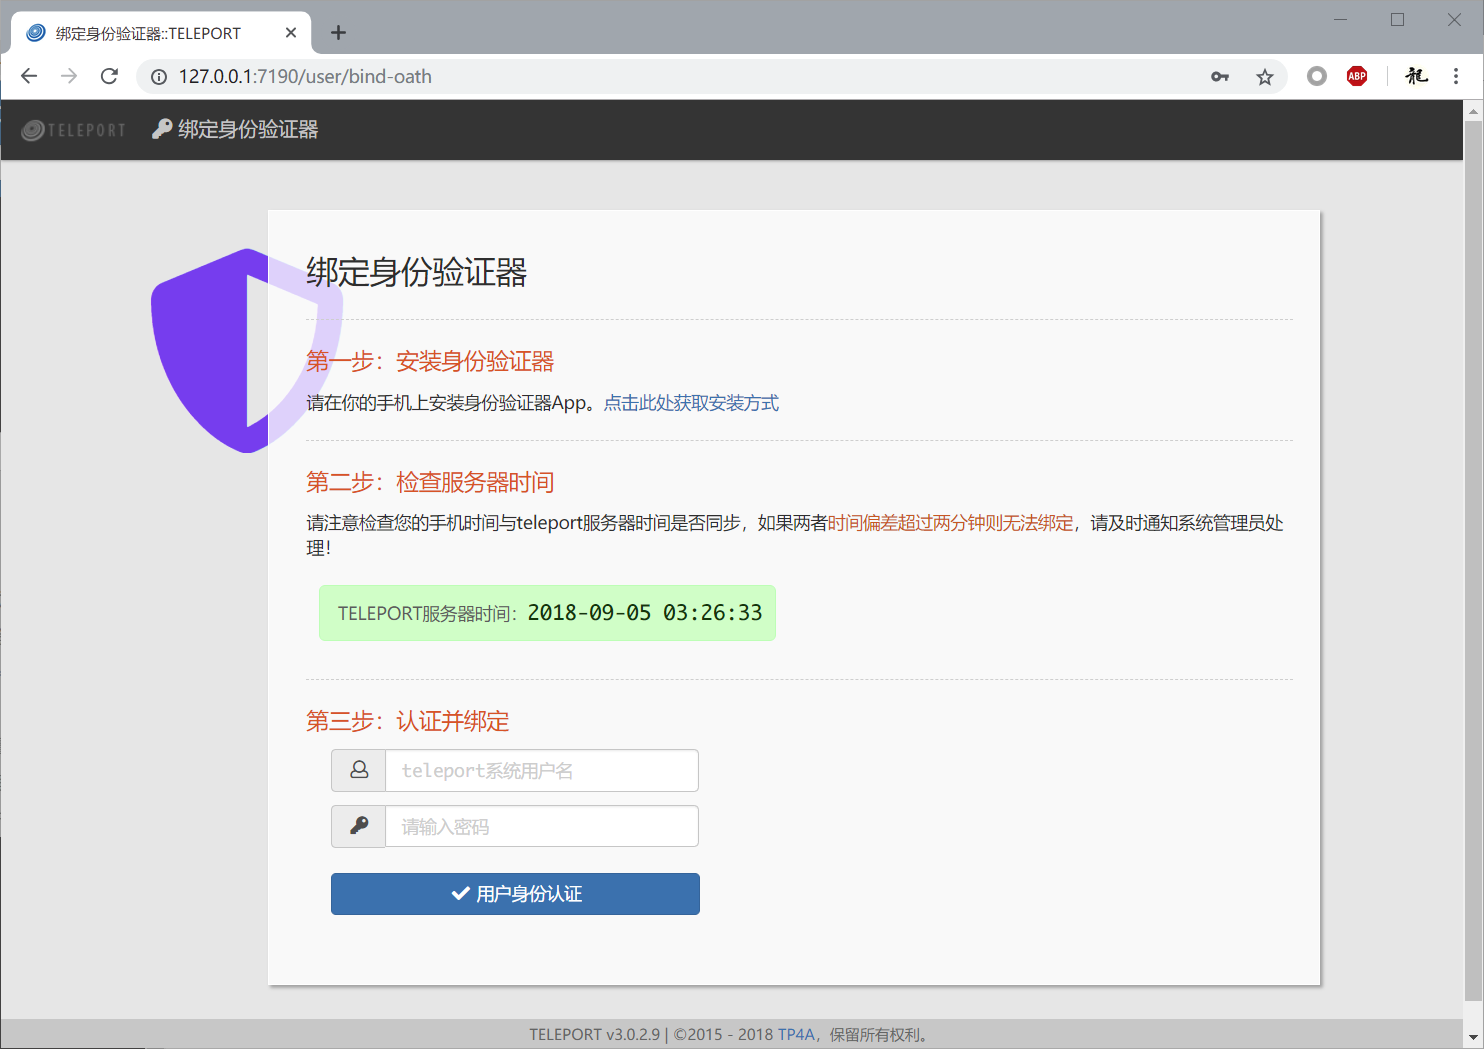 绑定身份验证器::TELEPORT
127.0.0.1:7190/user/bind-oath
ABP
龍
TELEPORT 绑定身份验证器
绑定身份验证器
第一步：安装身份验证器
请在你的手机上安装身份验证器App。点击此处获取安装方式
第二步：检查服务器时间
请注意检查您的手机时间与teleport服务器时间是否同步，如果两者时间偏差超过两分钟则无法绑定，请及时通知系统管理员处
理！
TELEPORT服务器时间：2018-09-05 03:26:33
第三步：认证并绑定
teleport系统用户名
请输入密码
用户身份认证
TELEPORT v3.0.2.9 | ©2015 - 2018 TP4A，保留所有权利。